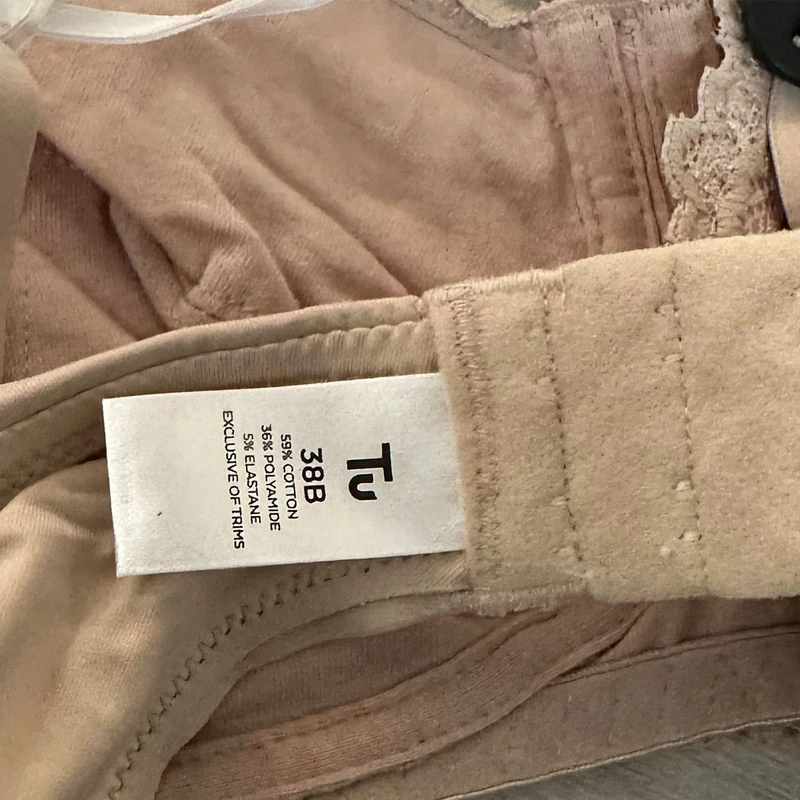 Tu
38B
59% COTTON
36% POLYAMIDE
5% ELASTANE
EXCLUSIVE OF TRIMS